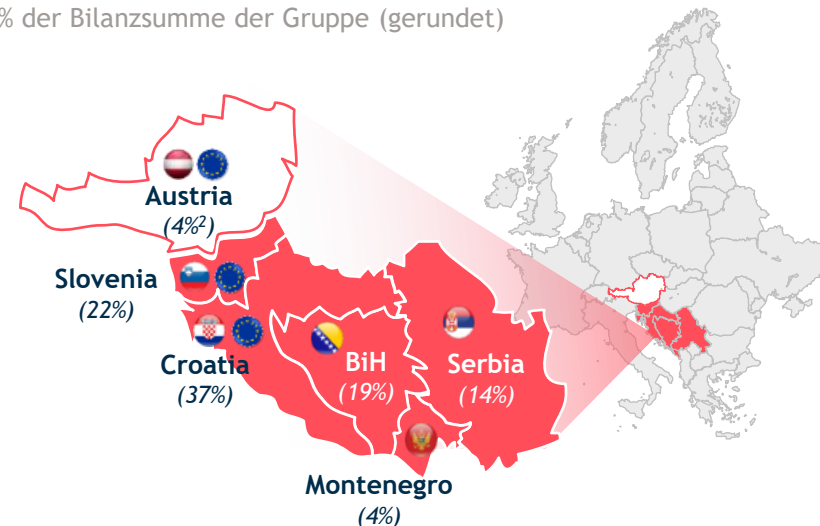 % der Bilanzsumme der Gruppe (gerundet)
Austria
(4%²)
Slovenia
(22%)
Croatia
(37%)
BiH
(19%)
Serbia
(14%)
Montenegro
(4%)